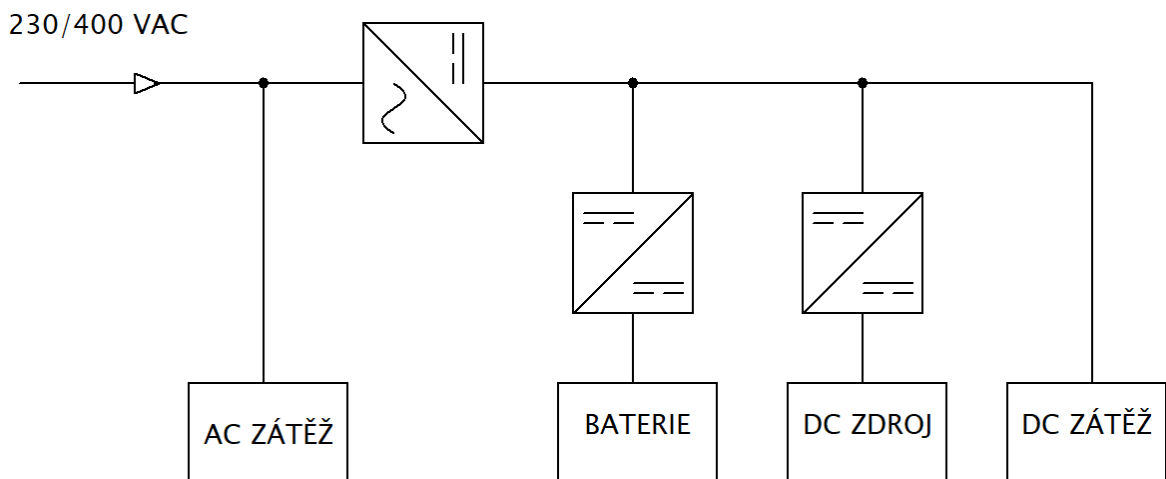 230/400 VAC
AC ZÁTĚŽ
BATERIE
DC ZDROJ
DC ZÁTĚŽ